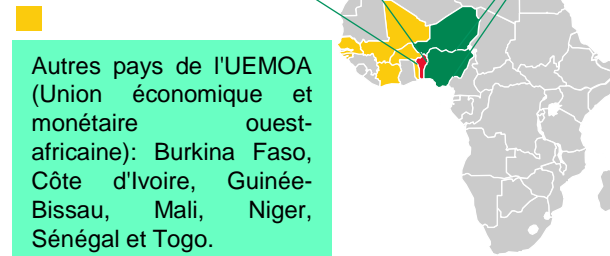 Autres pays de l'UEMOA
(Union économique et
monétaire ouest-
africaine): Burkina Faso,
Côte d'Ivoire, Guinée-
Bissau, Mali, Niger,
Sénégal et Togo.